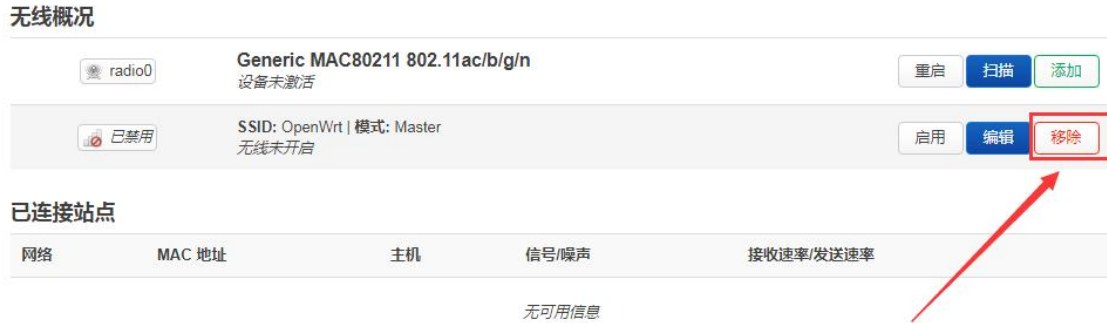 无线概况
radio0 Generic MAC80211 802.11ac/b/g/n 重启 扫描 添加
设备未激活
已禁用 SSID: OpenWrt | 模式: Master 启用 编辑 移除
无线未开启
已连接站点
网络 MAC 地址 主机 信号/噪声 接收速率/发送速率
无可用信息